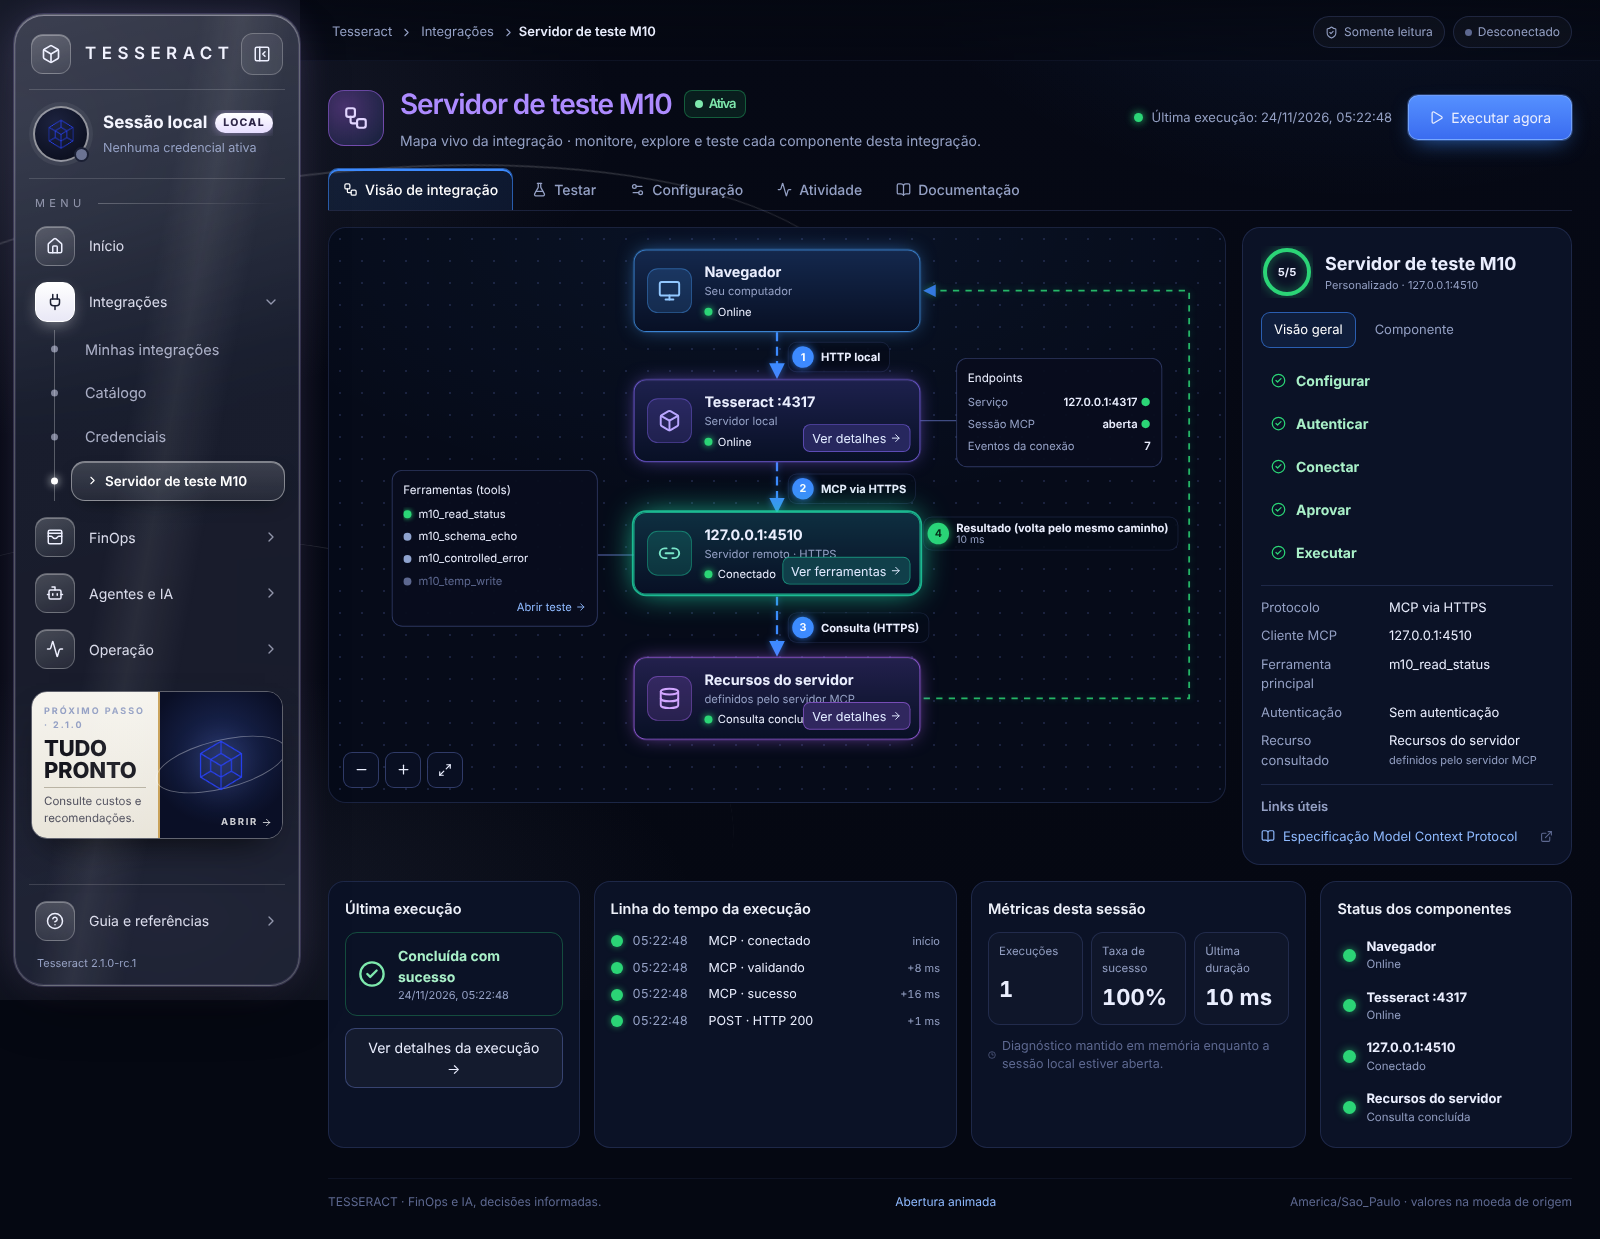 TESSERACT
Sessão local LOCAL
Nenhuma credencial ativa
MENU
Início
Integrações
Minhas integrações
Catálogo
Credenciais
Servidor de teste M10
FinOps
Agentes e IA
Operação
PRÓXIMO PASSO
· 2.1.0
TUDO
PRONTO
Consulte custos e
recomendações.
ABRIR →
Guia e referências
Tesseract 2.1.0-rc.1
Tesseract > Integrações > Servidor de teste M10
Somente leitura
Desconectado
Servidor de teste M10
Ativa
Mapa vivo da integração · monitore, explore e teste cada componente desta integração.
Última execução: 24/11/2026, 05:22:48
Executar agora
Visão de integração
Testar
Configuração
Atividade
Documentação
Navegador
Seu computador
Online
1 HTTP local
Tesseract :4317
Servidor local
Online
Ver detalhes →
Endpoints
Serviço 127.0.0.1:4317
Sessão MCP aberta
Eventos da conexão 7
2 MCP via HTTPS
Ferramentas (tools)
m10_read_status
m10_schema_echo
m10_controlled_error
m10_temp_write
Abrir teste →
127.0.0.1:4510
Servidor remoto · HTTPS
Conectado
Ver ferramentas →
4 Resultado (volta pelo mesmo caminho)
10 ms
3 Consulta (HTTPS)
Recursos do servidor
definidos pelo servidor MCP
Consulta conclu
Ver detalhes →
5/5
Servidor de teste M10
Personalizado · 127.0.0.1:4510
Visão geral
Componente
Configurar
Autenticar
Conectar
Aprovar
Executar
Protocolo MCP via HTTPS
Cliente MCP 127.0.0.1:4510
Ferramenta m10_read_status
principal
Autenticação Sem autenticação
Recurso Recursos do servidor
consultado definidos pelo servidor MCP
Links úteis
Especificação Model Context Protocol
Última execução
Concluída com
sucesso
24/11/2026, 05:22:48
Ver detalhes da execução
→
Linha do tempo da execução
05:22:48 MCP · conectado início
05:22:48 MCP · validando +8 ms
05:22:48 MCP · sucesso +16 ms
05:22:48 POST · HTTP 200 +1 ms
Métricas desta sessão
Execuções
1
Taxa de
sucesso
100%
Última
duração
10 ms
Diagnóstico mantido em memória enquanto a
sessão local estiver aberta.
Status dos componentes
Navegador
Online
Tesseract :4317
Online
127.0.0.1:4510
Conectado
Recursos do servidor
Consulta concluída
TESSERACT · FinOps e IA, decisões informadas.
Abertura animada
America/Sao_Paulo · valores na moeda de origem